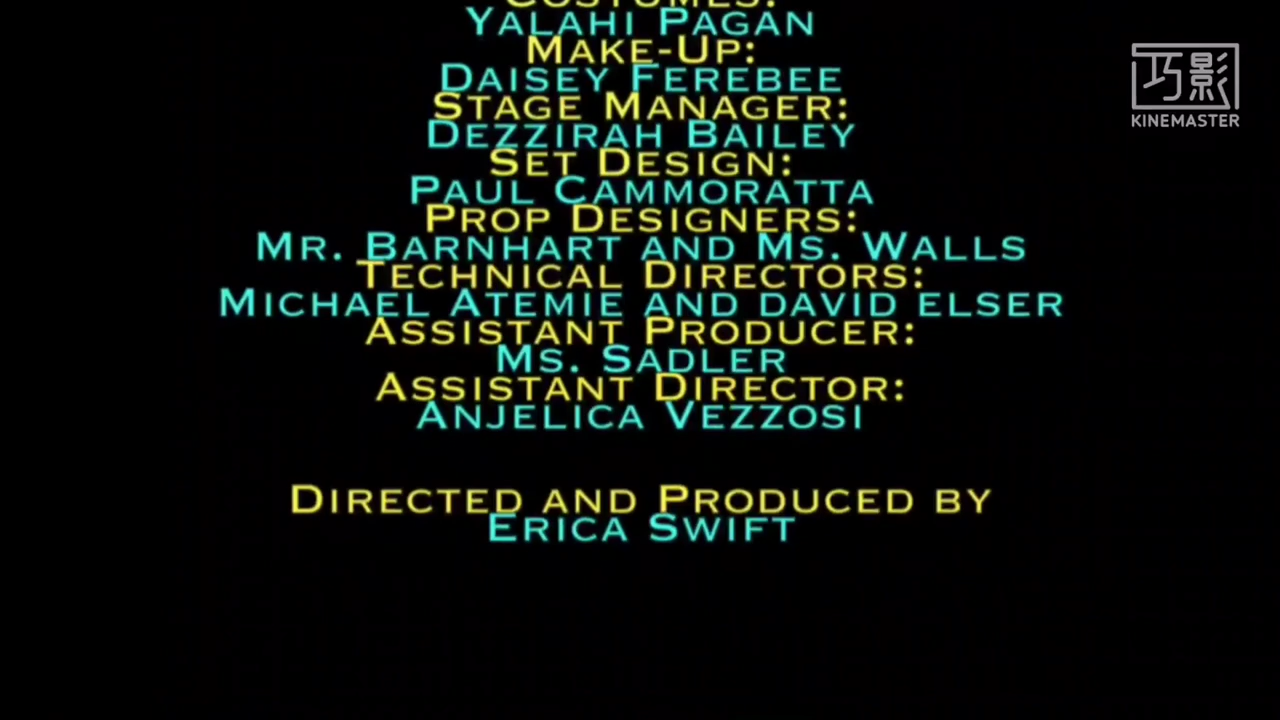 Costumes:
Yalahi Pagan
Make-Up:
Daisey Ferebee
Stage Manager:
Dezzirah Bailey
Set Design:
Paul Cammoratta
Prop Designers:
Mr. Barnhart and Ms. Walls
Technical Directors:
Michael Atemie and david elser
Assistant Producer:
Ms. Sadler
Assistant Director:
Anjelica Vezzosi
Directed and Produced by
Erica Swift
巧影
KINEMASTER